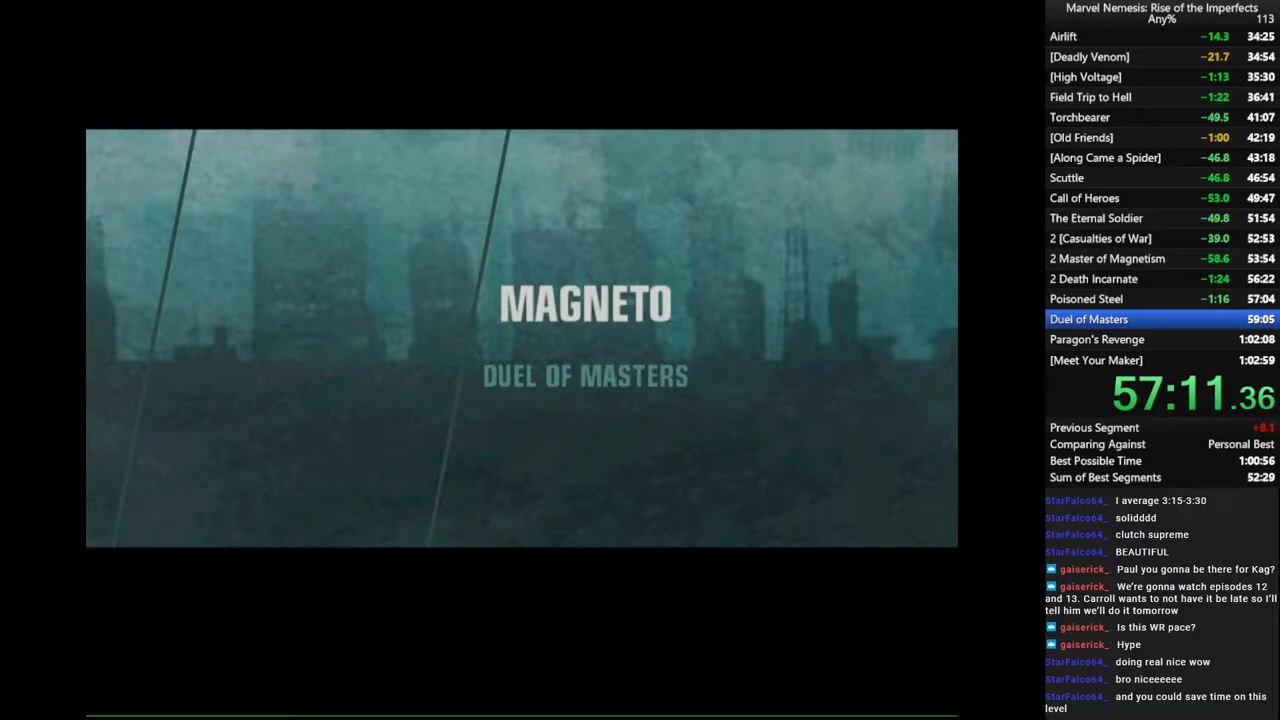 MAGNETO
DUEL OF MASTERS
Marvel Nemesis: Rise of the Imperfects
Any% 113
Airlift −14.3 34:25
[Deadly Venom] −21.7 34:54
[High Voltage] −1:13 35:30
Field Trip to Hell −1:22 36:41
Torchbearer −49.5 41:07
[Old Friends] −1:00 42:19
[Along Came a Spider] −46.8 43:18
Scuttle −46.8 46:54
Call of Heroes −53.0 49:47
The Eternal Soldier −49.8 51:54
2 [Casualties of War] −39.0 52:53
2 Master of Magnetism −58.6 53:54
2 Death Incarnate −1:24 56:22
Poisoned Steel −1:16 57:04
Duel of Masters 59:05
Paragon's Revenge 1:02:08
[Meet Your Maker] 1:02:59
57:11.36
Previous Segment +8.1
Comparing Against Personal Best
Best Possible Time 1:00:56
Sum of Best Segments 52:29
StarFalco64_ I average 3:15-3:30
StarFalco64_ solidddd
StarFalco64_ clutch supreme
StarFalco64_ BEAUTIFUL
gaiserick_: Paul you gonna be there for Kag?
gaiserick_: We're gonna watch episodes 12
and 13. Carroll wants to not have it be late so I'll
tell him we'll do it tomorrow
gaiserick_: Is this WR pace?
gaiserick_: Hype
StarFalco64_ doing real nice wow
StarFalco64_ bro niceeeeee
StarFalco64_ and you could save time on this
level